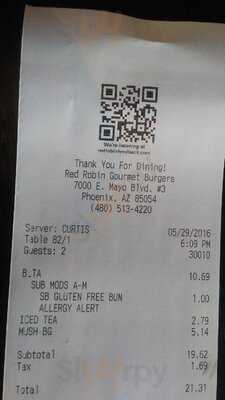 We're listening at
Thank You For Dining!
Red Robin Gourmet Burgers
7000 E. Mayo Blvd. #3
Phoenix, AZ 85054
(480) 513-4220
Server: CURTIS 05/29/2016
Table 82/1 6:09 PM
Guests: 2 30010
10.69
SUB MODS A-M
SB GLUTEN FREE BUN 1.00
ALLERGY ALERT
ICED TEA 2.79
MUSH BG 5.14
Subtotal 19.62
Tax 1.69
Total 21.31